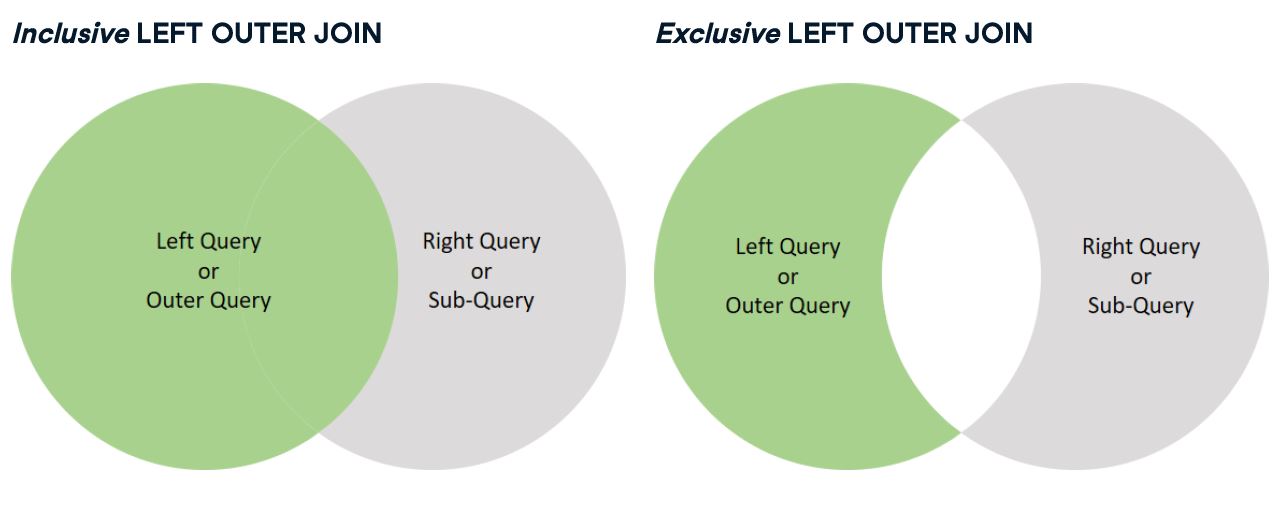 Inclusive LEFT OUTER JOIN
Left Query
or
Outer Query
Right Query
or
Sub-Query
Exclusive LEFT OUTER JOIN
Left Query
or
Outer Query
Right Query
or
Sub-Query